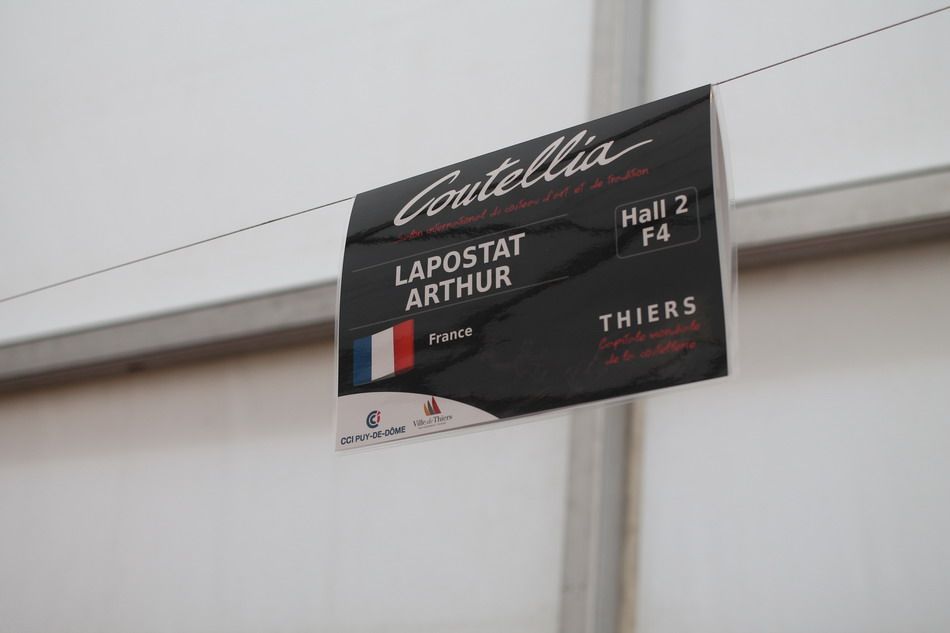 Coutellia
Salon international du couteau d'art et de tradition
Hall 2
F4
LAPOSTAT
ARTHUR
France
THIERS
Capitale mondiale
de la coutellerie
CCI PUY-DE-DÔME
Ville de Thiers